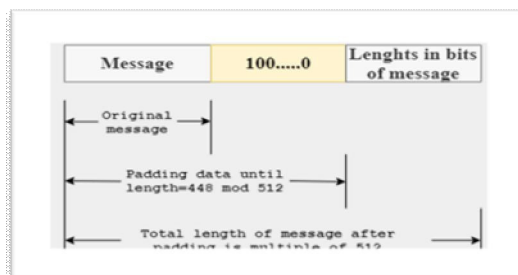 Message
100.....0
Lenghts in bits
of message
Original
message
Padding data until
length=448 mod 512
Total length of message after
padding is multiple of 512